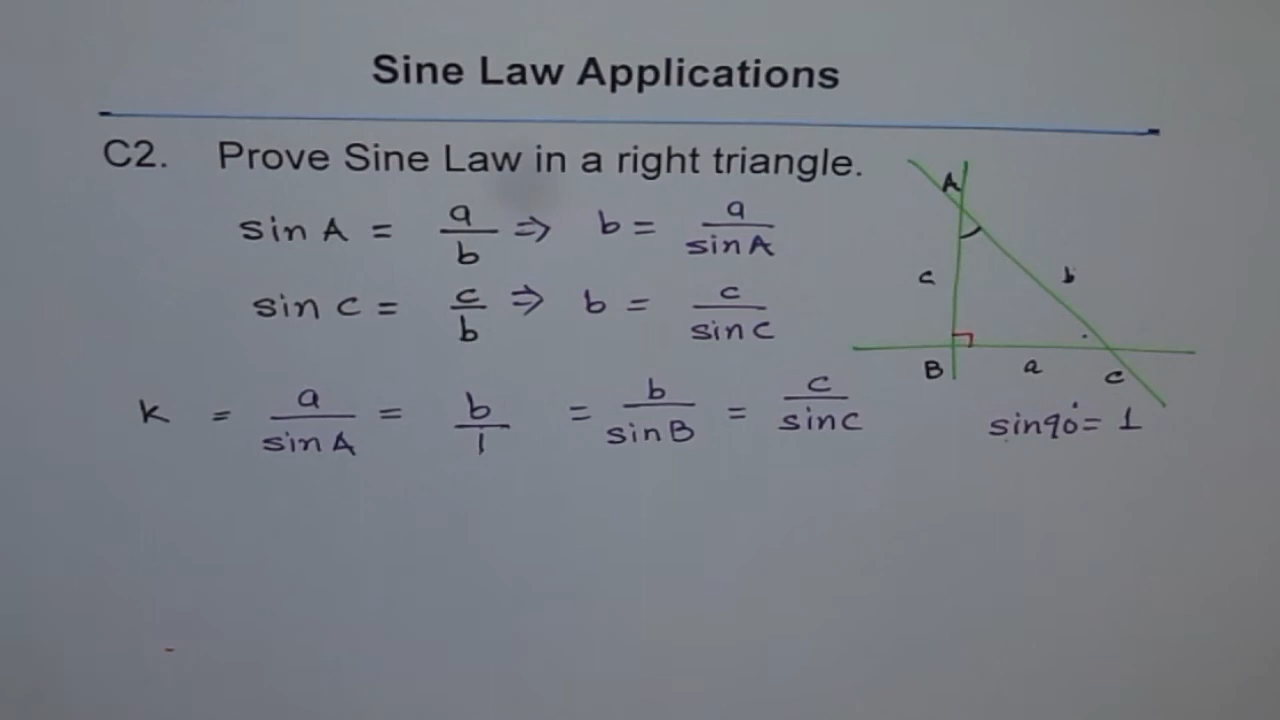 Sine Law Applications
C2. Prove Sine Law in a right triangle.
sin A = a/b ⇒ b = a/sin A
sin C = c/b ⇒ b = c/sin C
k = a/sin A = b/1 = b/sin B = c/sin C
A
c b
B a C
sin 90° = 1